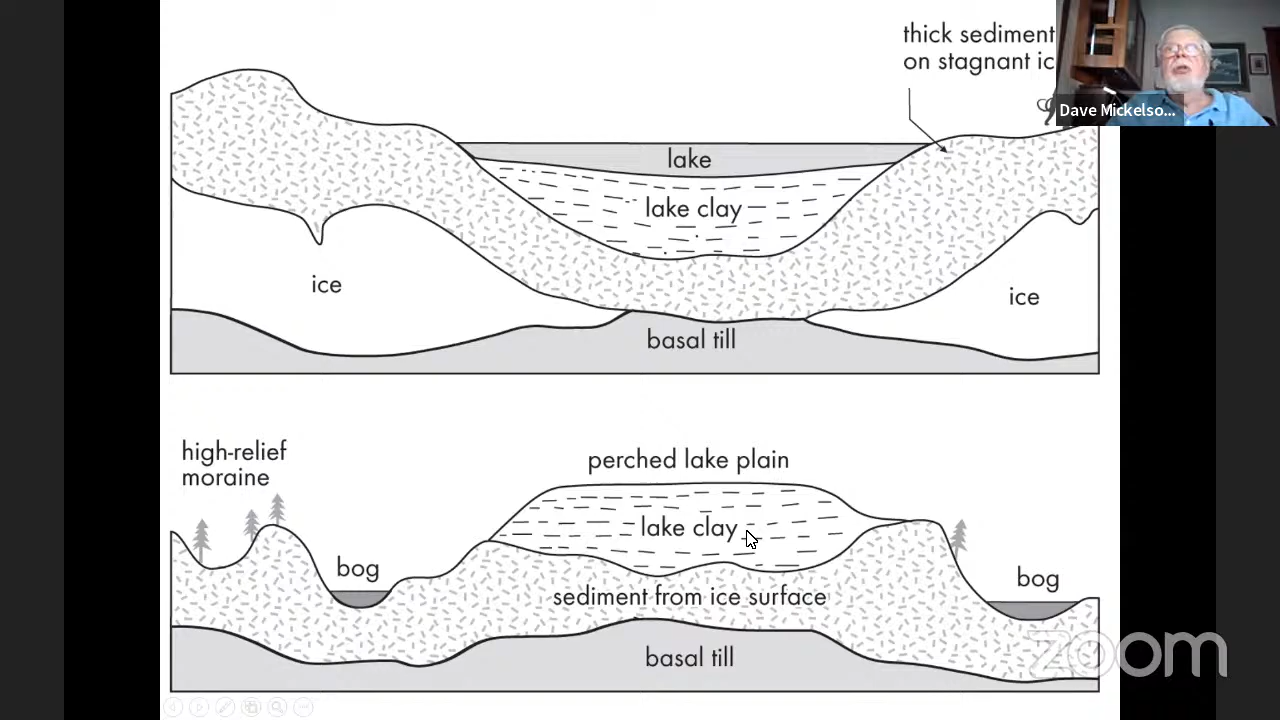 thick sediment
on stagnant ic
Dave Mickelso...
lake
lake clay
ice
ice
basal till
high-relief
moraine
perched lake plain
lake clay
bog
bog
sediment from ice surface
basal till
zoom